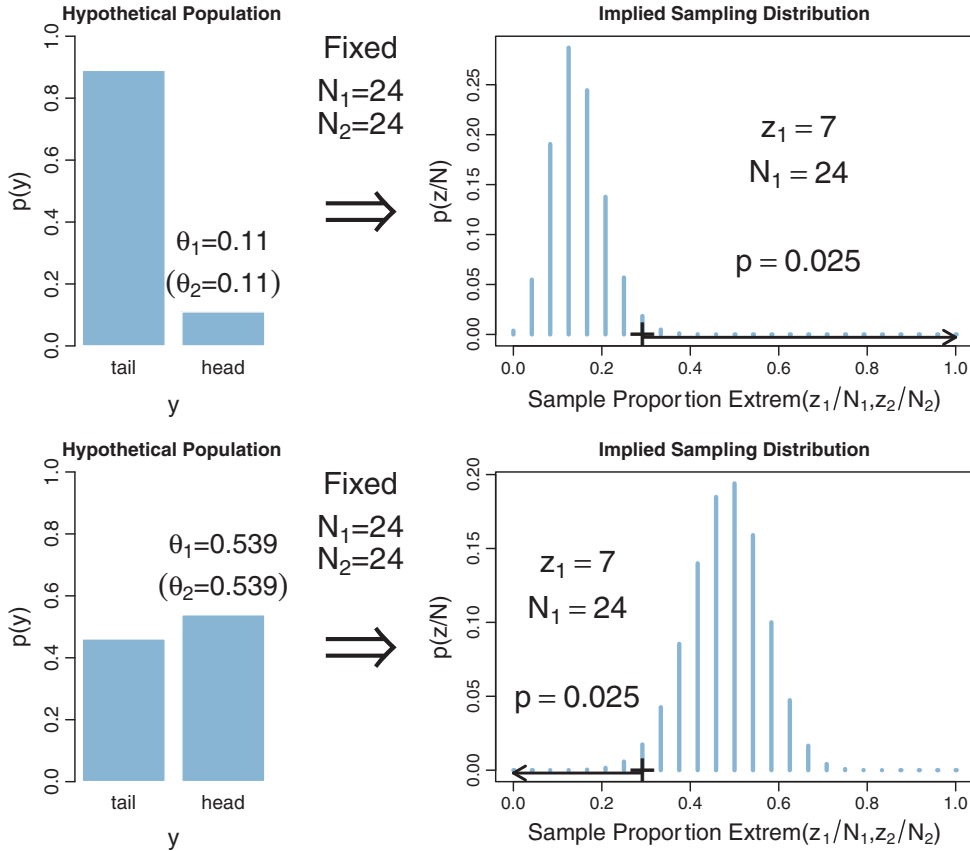 Hypothetical Population
p(y)
1.0
0.8
0.6
0.4
0.2
0.0
θ₁=0.11
(θ₂=0.11)
tail head
y
Fixed
N₁=24
N₂=24
⇒
Implied Sampling Distribution
p(z/N)
0.25
0.20
0.15
0.10
0.05
0.00
z₁ = 7
N₁ = 24
p = 0.025
0.0 0.2 0.4 0.6 0.8 1.0
Sample Proportion Extrem(z₁/N₁,z₂/N₂)
Hypothetical Population
p(y)
1.0
0.8
0.6
0.4
0.2
0.0
θ₁=0.539
(θ₂=0.539)
tail head
y
Fixed
N₁=24
N₂=24
⇒
Implied Sampling Distribution
p(z/N)
0.20
0.15
0.10
0.05
0.00
z₁ = 7
N₁ = 24
p = 0.025
0.0 0.2 0.4 0.6 0.8 1.0
Sample Proportion Extrem(z₁/N₁,z₂/N₂)